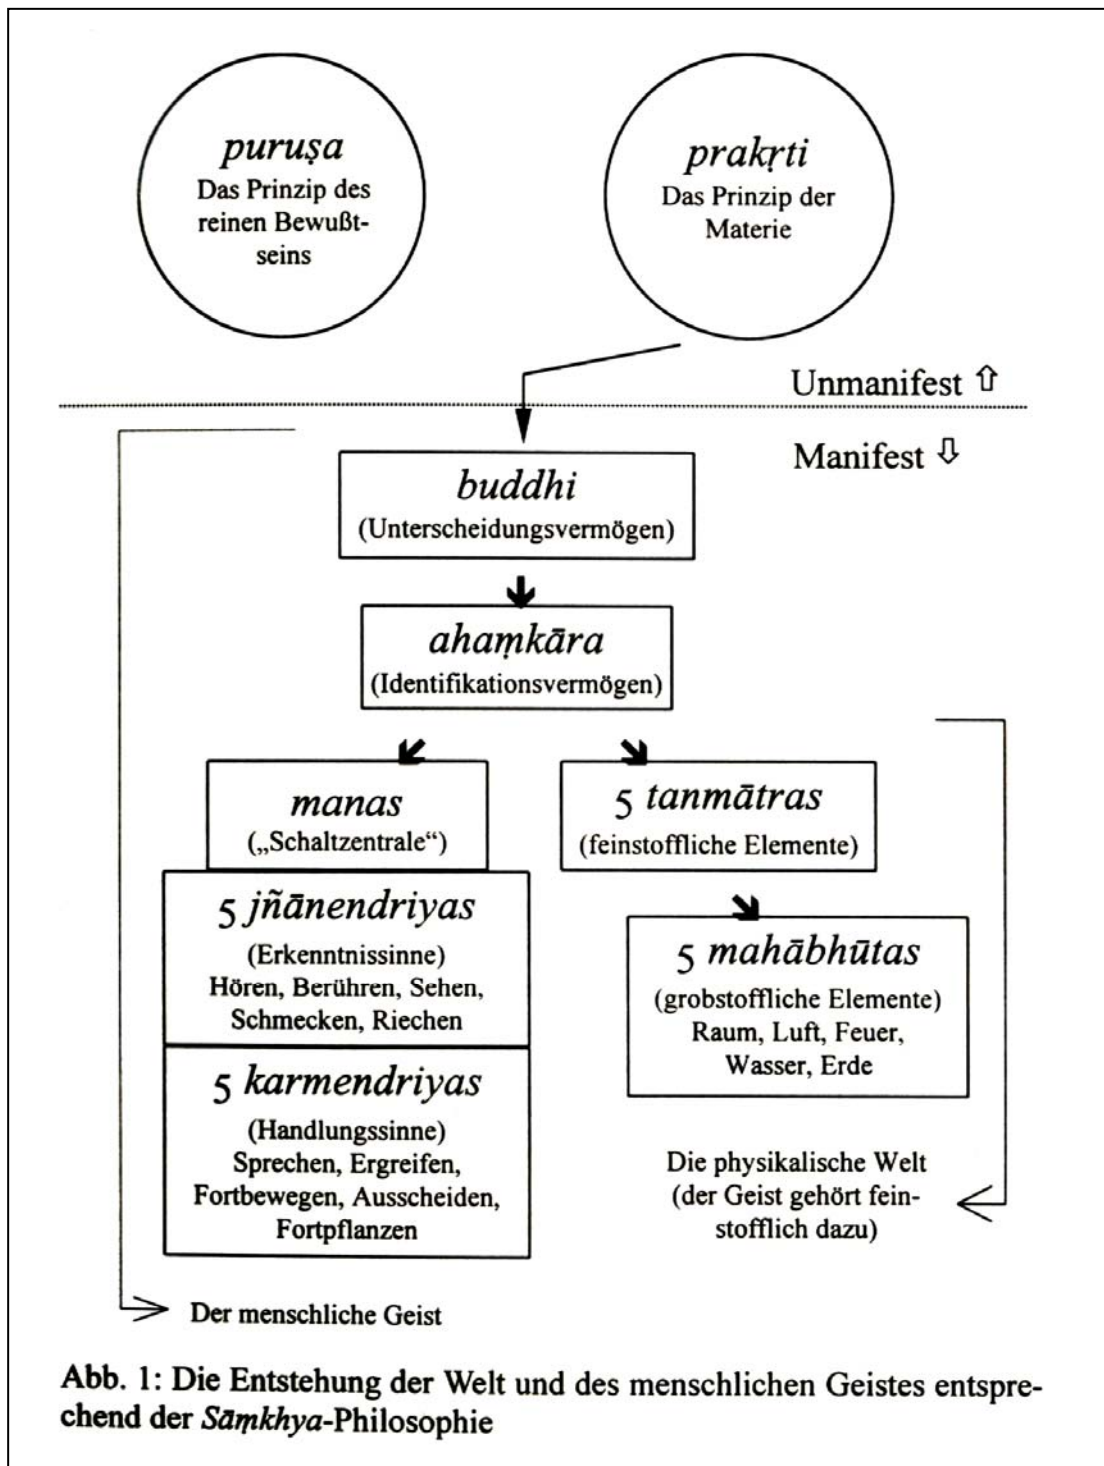 puruṣa
Das Prinzip des
reinen Bewußt-
seins
prakṛti
Das Prinzip der
Materie
Unmanifest ⇧
Manifest ⇩
buddhi
(Unterscheidungsvermögen)
ahaṃkāra
(Identifikationsvermögen)
manas
(„Schaltzentrale“)
5 jñānendriyas
(Erkenntnissinne)
Hören, Berühren, Sehen,
Schmecken, Riechen
5 karmendriyas
(Handlungssinne)
Sprechen, Ergreifen,
Fortbewegen, Ausscheiden,
Fortpflanzen
5 tanmātras
(feinstoffliche Elemente)
5 mahābhūtas
(grobstoffliche Elemente)
Raum, Luft, Feuer,
Wasser, Erde
Die physikalische Welt
(der Geist gehört fein-
stofflich dazu)
Der menschliche Geist
Abb. 1: Die Entstehung der Welt und des menschlichen Geistes entspre-
chend der Sāṃkhya-Philosophie